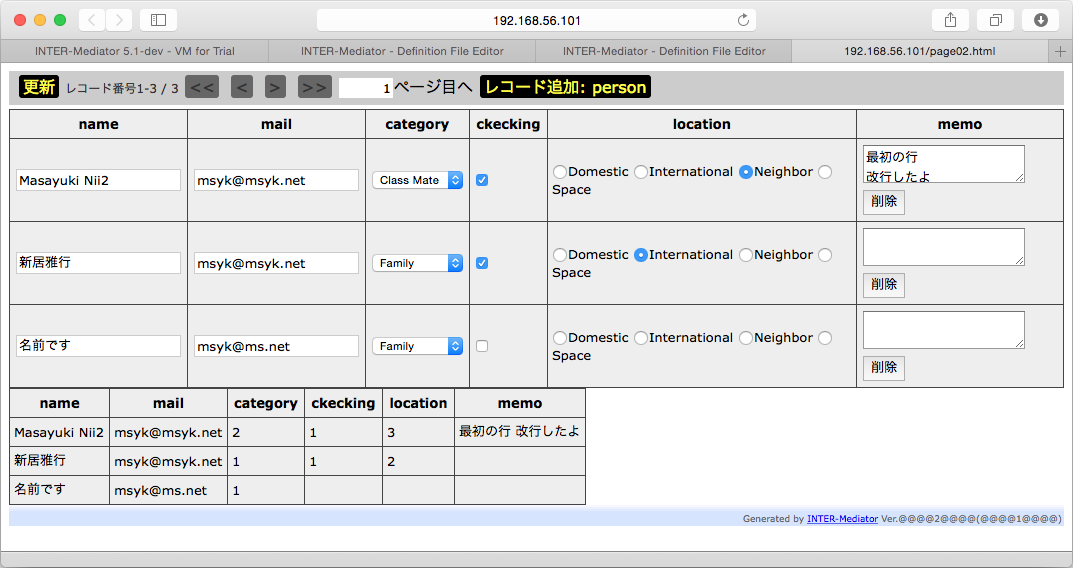 192.168.56.101
INTER-Mediator 5.1-dev - VM for Trial
INTER-Mediator - Definition File Editor
INTER-Mediator - Definition File Editor
192.168.56.101/page02.html
更新 レコード番号1-3 / 3 << < > >> 1 ページ目へ レコード追加: person
name mail category ckecking location memo
Masayuki Nii2 msyk@msyk.net Class Mate Domestic International Neighbor Space
最初の行
改行したよ
削除
新居雅行 msyk@msyk.net Family Domestic International Neighbor Space
削除
名前です msyk@ms.net Family Domestic International Neighbor Space
削除
name mail category ckecking location memo
Masayuki Nii2 msyk@msyk.net 2 1 3 最初の行 改行したよ
新居雅行 msyk@msyk.net 1 1 2
名前です msyk@ms.net 1
Generated by INTER-Mediator Ver.@@@@2@@@@(@@@@1@@@@)